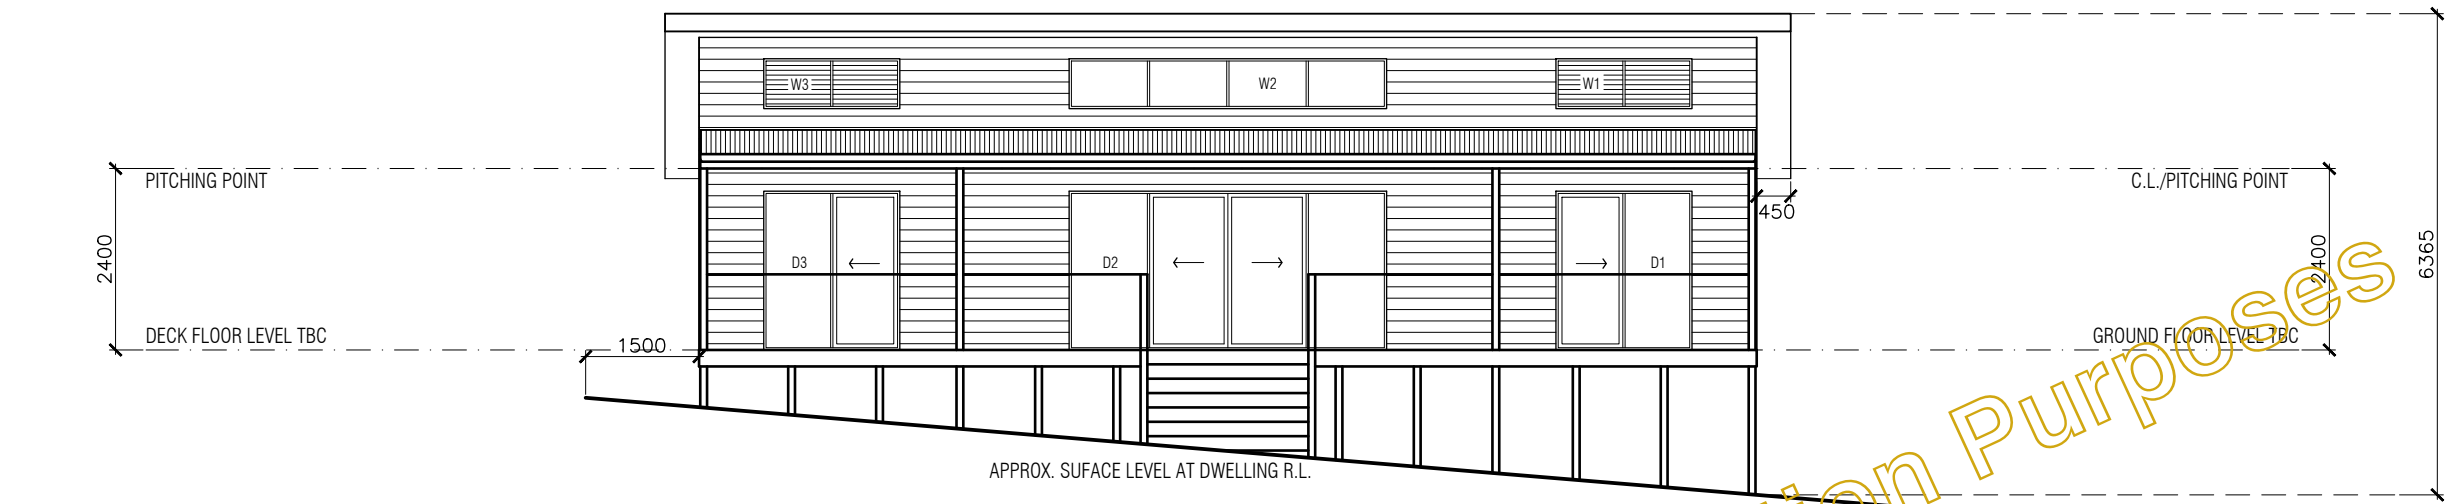 W3
W2
W1
PITCHING POINT
C.L./PITCHING POINT
450
2400
2400
6365
D3
D2
D1
DECK FLOOR LEVEL TBC
1500
GROUND FLOOR LEVEL TBC
APPROX. SUFACE LEVEL AT DWELLING R.L.
Purposes